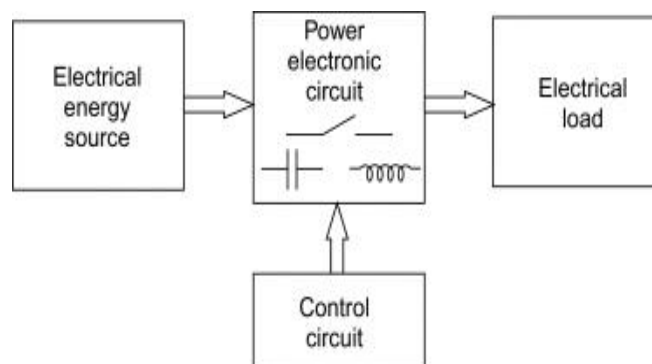 Electrical
energy
source
Power
electronic
circuit
Electrical
load
Control
circuit